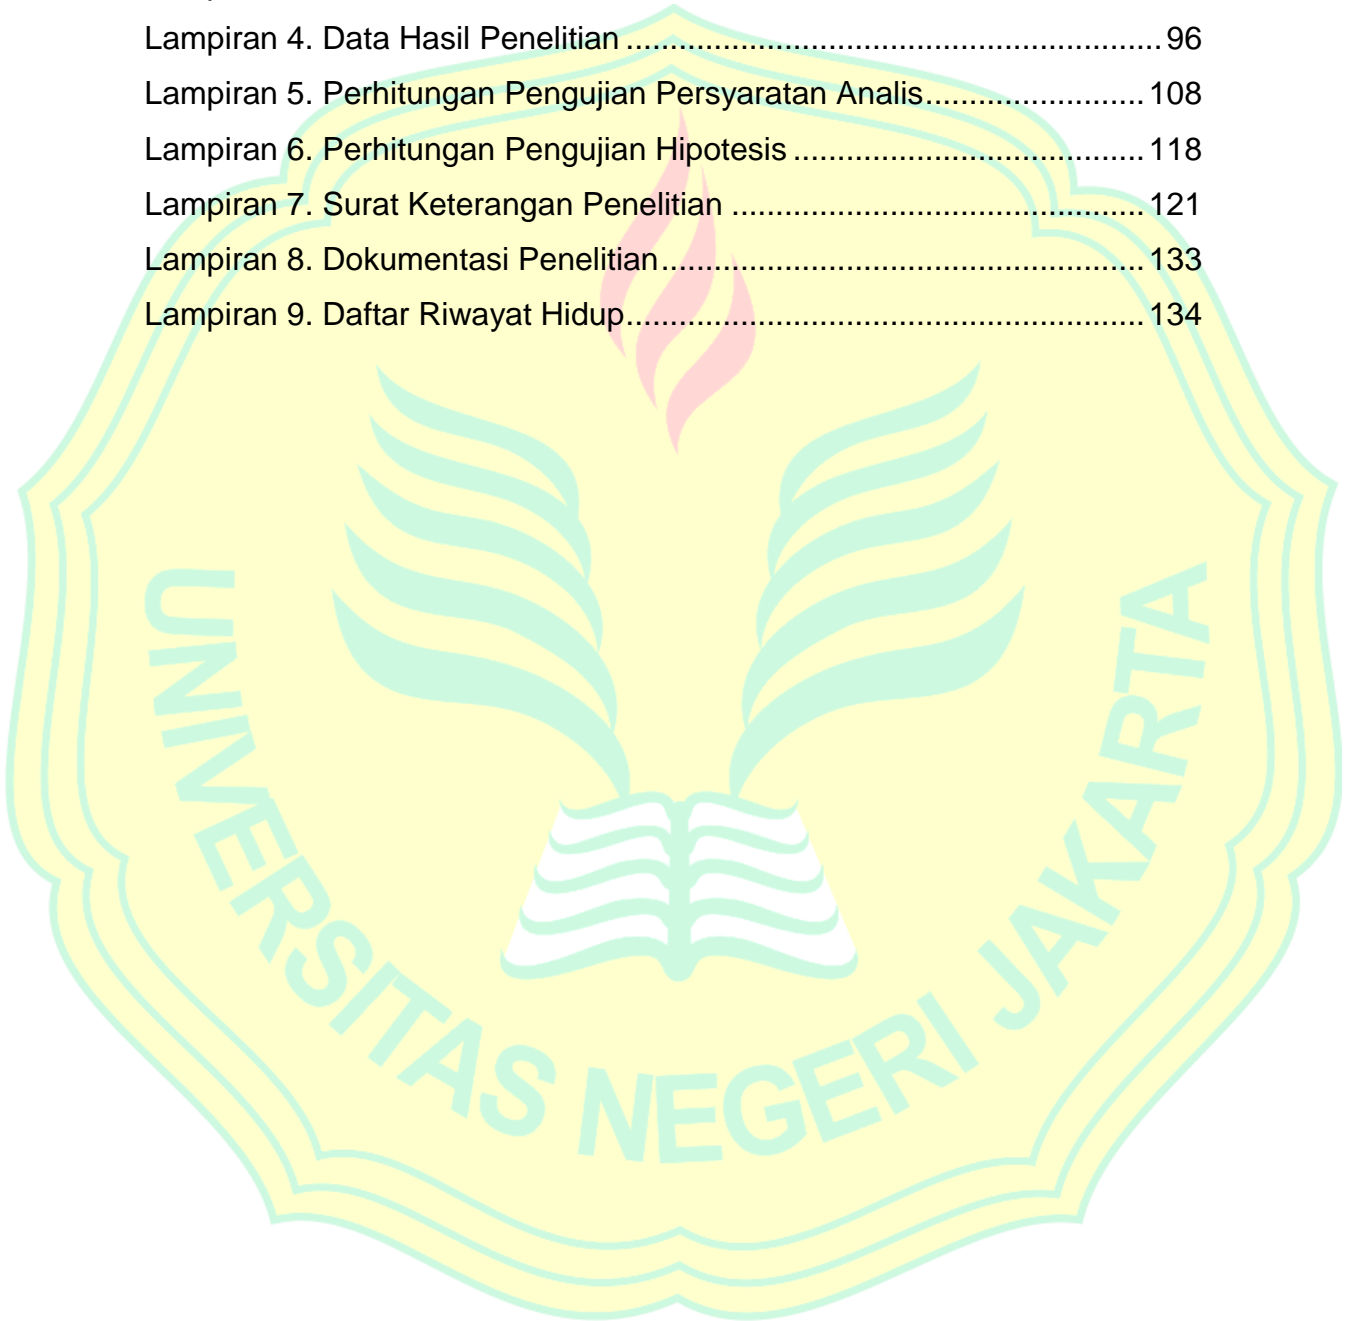 Lampiran 4. Data Hasil Penelitian ............................................................... 96
Lampiran 5. Perhitungan Pengujian Persyaratan Analis.......................... 108
Lampiran 6. Perhitungan Pengujian Hipotesis ......................................... 118
Lampiran 7. Surat Keterangan Penelitian ................................................ 121
Lampiran 8. Dokumentasi Penelitian........................................................ 133
Lampiran 9. Daftar Riwayat Hidup............................................................ 134
UNIVERSITAS NEGERI JAKARTA